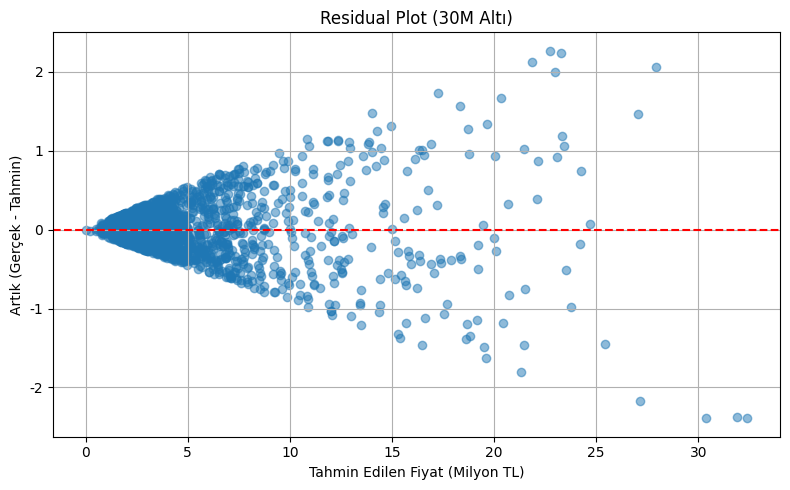 Residual Plot (30M Altı)
Artık (Gerçek - Tahmin)
2
1
0
-1
-2
0 5 10 15 20 25 30
Tahmin Edilen Fiyat (Milyon TL)